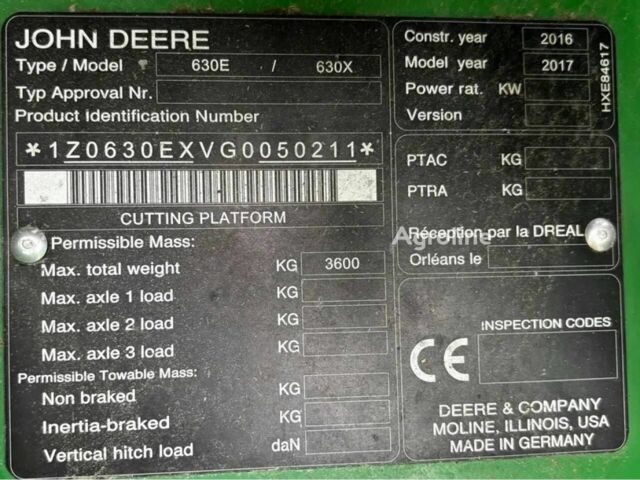 JOHN DEERE
Type / Model 630E / 630X
Typ Approval Nr.
Product Identification Number
*1Z0630EXVG0050211*
CUTTING PLATFORM
Permissible Mass:
Max. total weight KG 3600
Max. axle 1 load KG
Max. axle 2 load KG
Max. axle 3 load KG
Permissible Towable Mass:
Non braked KG
Inertia-braked KG
Vertical hitch load daN
Constr. year 2016
Model year 2017
Power rat. KW
Version
HXE84617
PTAC KG
PTRA KG
Réception par la DREAL
Orléans le
Agroline
INSPECTION CODES
CE
DEERE & COMPANY
MOLINE, ILLINOIS, USA
MADE IN GERMANY